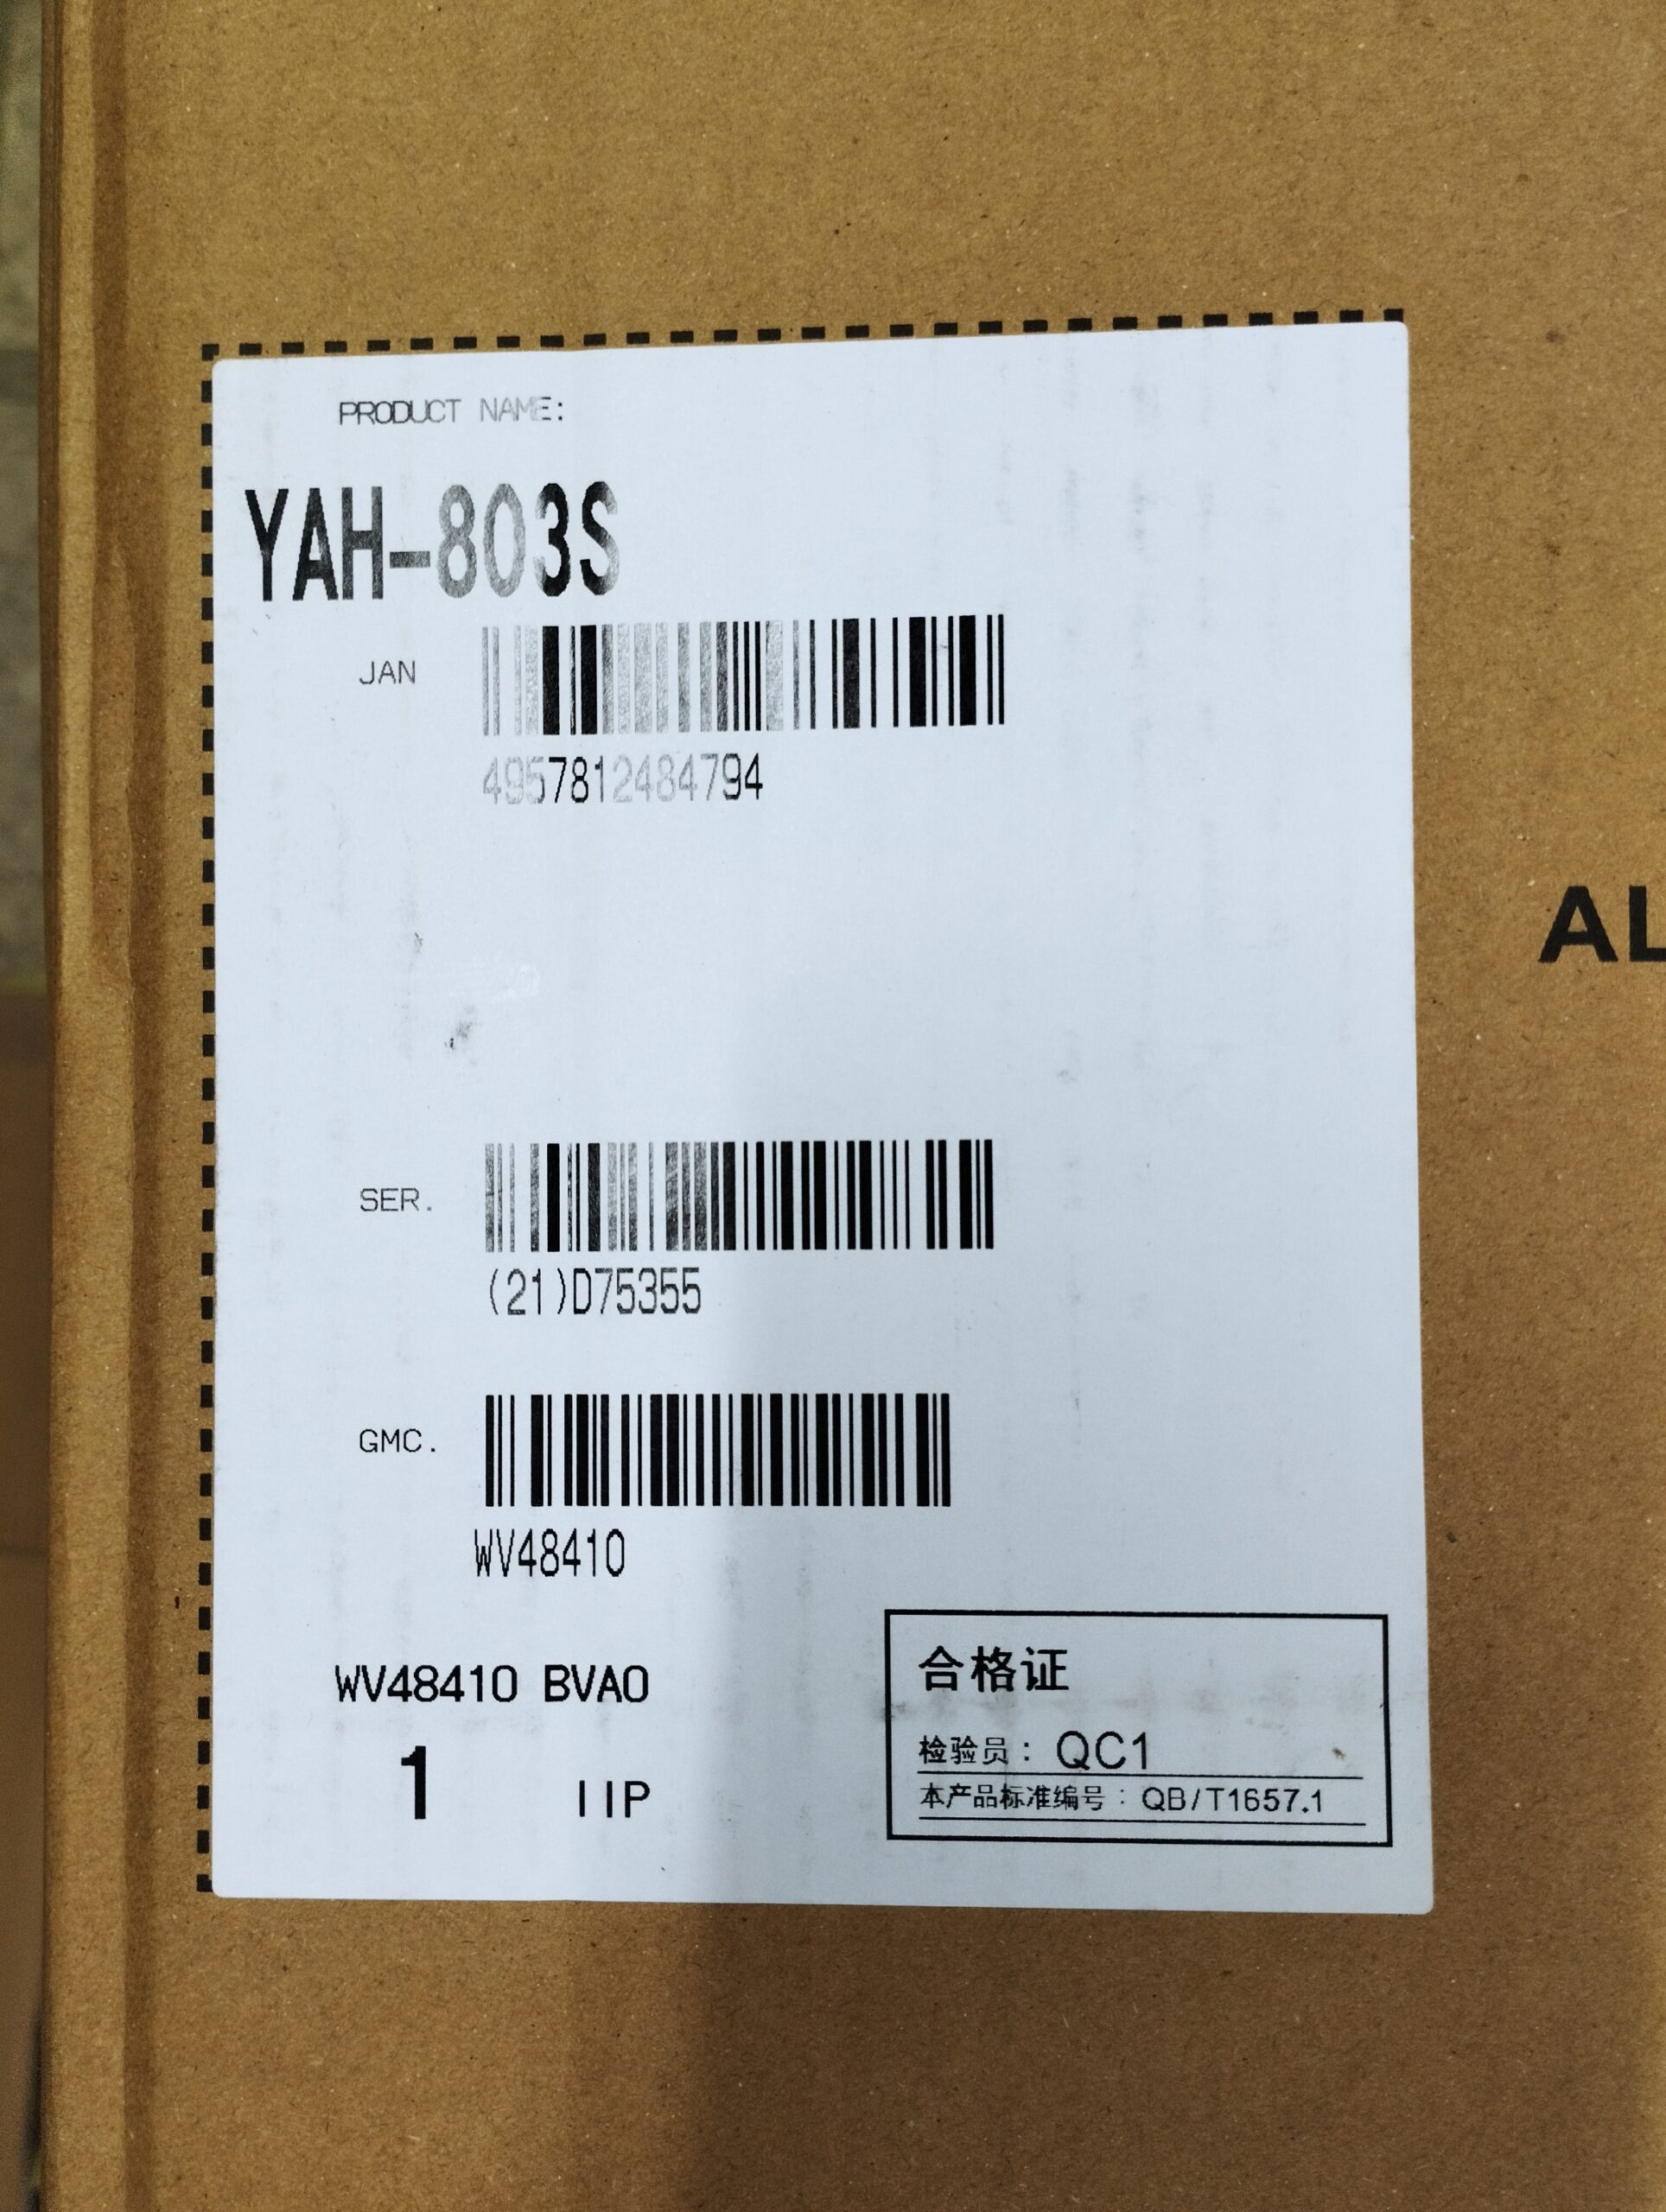 PRODUCT NAME:
YAH-803S
JAN
4957812484794
SER.
(21)D75355
GMC.
WV48410
WV48410 BVA0
1 IIP
合格证
检验员: QC1
本产品标准编号: QB/T1657.1
AL